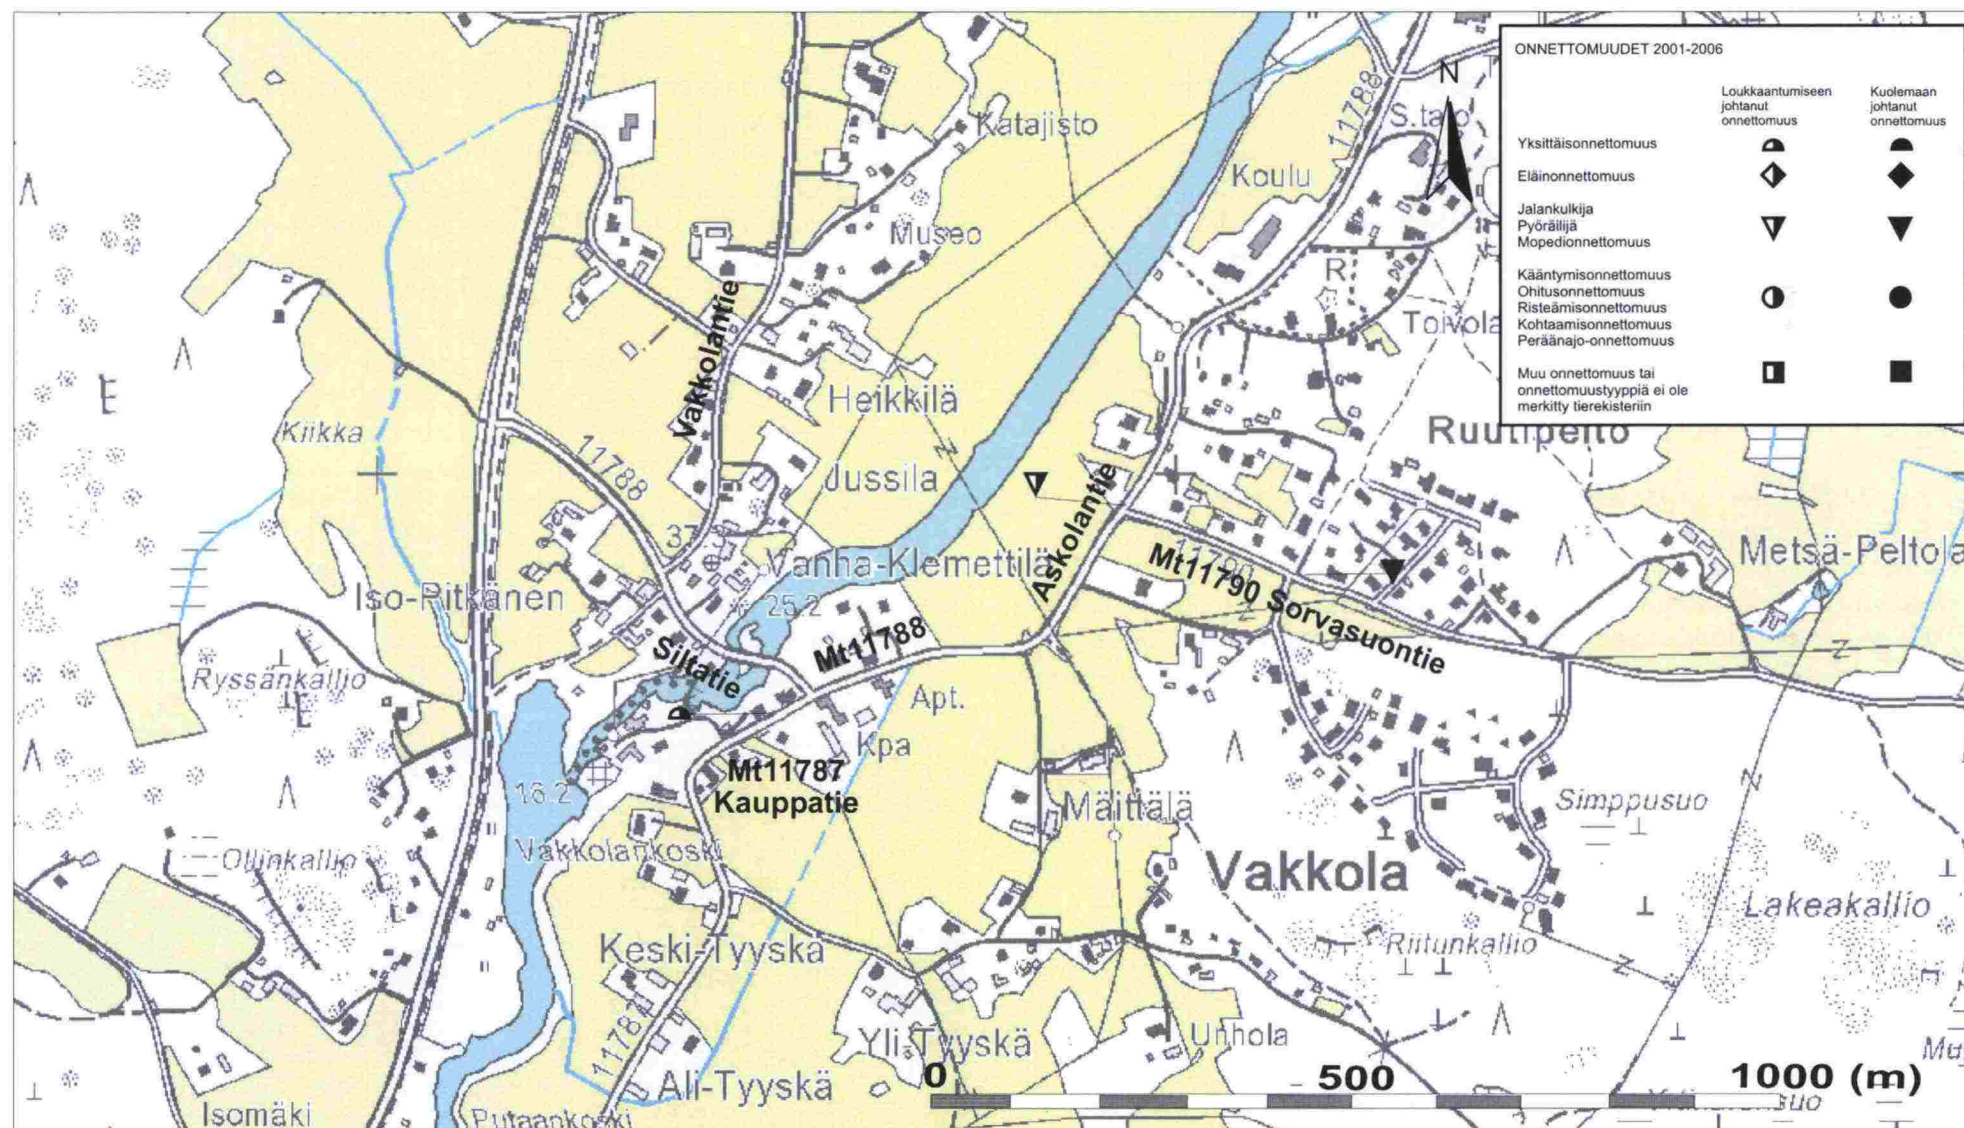 ONNETTOMUUDET 2001-2006
Loukkaantumiseen
johtanut
onnettomuus
Kuolemaan
johtanut
onnettomuus
Yksittäisonnettomuus
Eläinonnettomuus
Jalankulkija
Pyöräilijä
Mopedionnettomuus
Kääntymisonnettomuus
Ohitusonnettomuus
Risteämisonnettomuus
Kohtaamisonnettomuus
Peräänajo-onnettomuus
Muu onnettomuus tai
onnettomuustyyppiä ei ole
merkitty tierekisteriin
N
S.talo
11788
Katajisto
Koulu
Museo
R
Toivola
Vakkolantie
Heikkilä
Kiikka
11788
Jussila
Ruutipelto
Askolantie
Vanha-Klemettilä
Mt11790 Sorvasuontie
Metsä-Peltola
Iso-Pitkänen
25.2
Siltatie
Mt11788
Ryssänkallio
Apt.
Kpa
Mt11787
Kauppatie
16.2
Mäittälä
Simppusuo
Vakkolankoski
Ollinkallio
Vakkola
Lakeakallio
Keski-Tyyskä
Riitunkallio
11787
Yli-Tyyskä
Unhola
Ali-Tyyskä
Isomäki
Putaankoski
0
500
1000 (m)